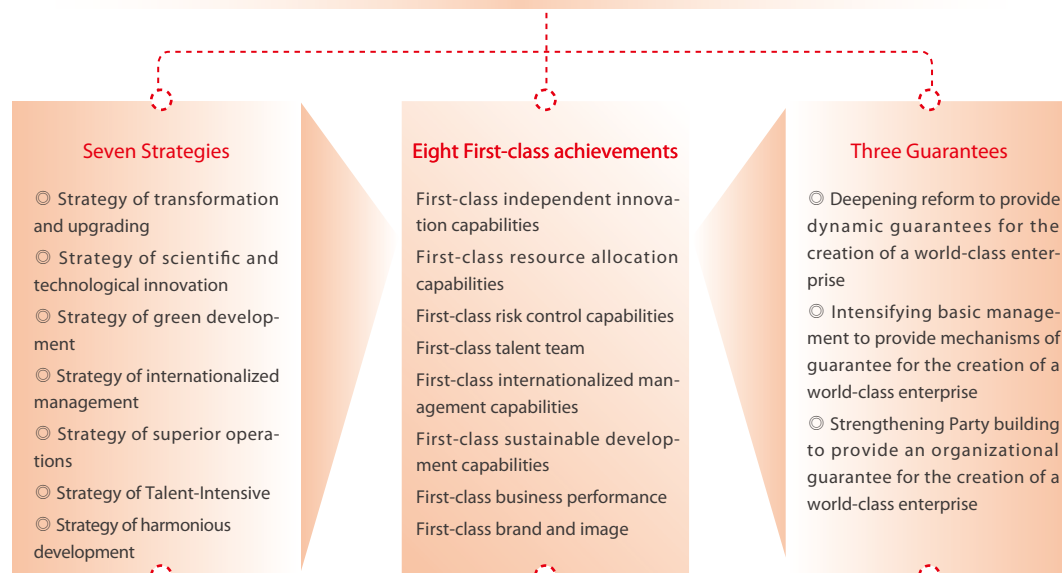 Seven Strategies
◎ Strategy of transformation
and upgrading
◎ Strategy of scientific and
technological innovation
◎ Strategy of green develop-
ment
◎ Strategy of internationalized
management
◎ Strategy of superior opera-
tions
◎ Strategy of Talent-Intensive
◎ Strategy of harmonious
development
Eight First-class achievements
First-class independent innova-
tion capabilities
First-class resource allocation
capabilities
First-class risk control capabilities
First-class talent team
First-class internationalized man-
agement capabilities
First-class sustainable develop-
ment capabilities
First-class business performance
First-class brand and image
Three Guarantees
◎ Deepening reform to provide
dynamic guarantees for the
creation of a world-class enter-
prise
◎ Intensifying basic manage-
ment to provide mechanisms of
guarantee for the creation of a
world-class enterprise
◎ Strengthening Party building
to provide an organizational
guarantee for the creation of a
world-class enterprise